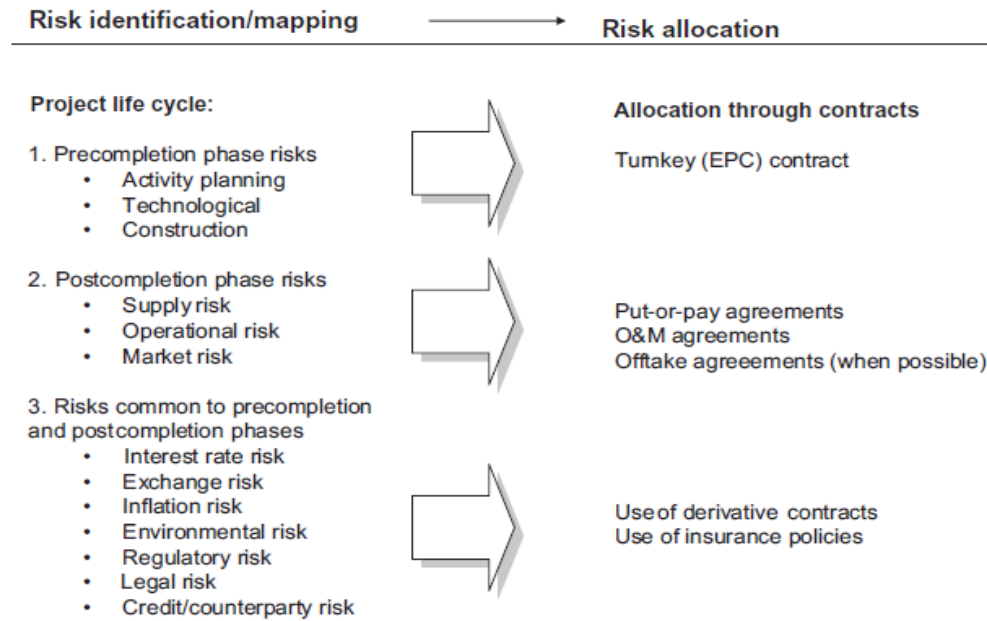 Risk identification/mapping
Risk allocation
Project life cycle:
1. Precompletion phase risks
• Activity planning
• Technological
• Construction
2. Postcompletion phase risks
• Supply risk
• Operational risk
• Market risk
3. Risks common to precompletion
and postcompletion phases
• Interest rate risk
• Exchange risk
• Inflation risk
• Environmental risk
• Regulatory risk
• Legal risk
• Credit/counterparty risk
Allocation through contracts
Turnkey (EPC) contract
Put-or-pay agreements
O&M agreements
Offtake agreeements (when possible)
Use of derivative contracts
Use of insurance policies